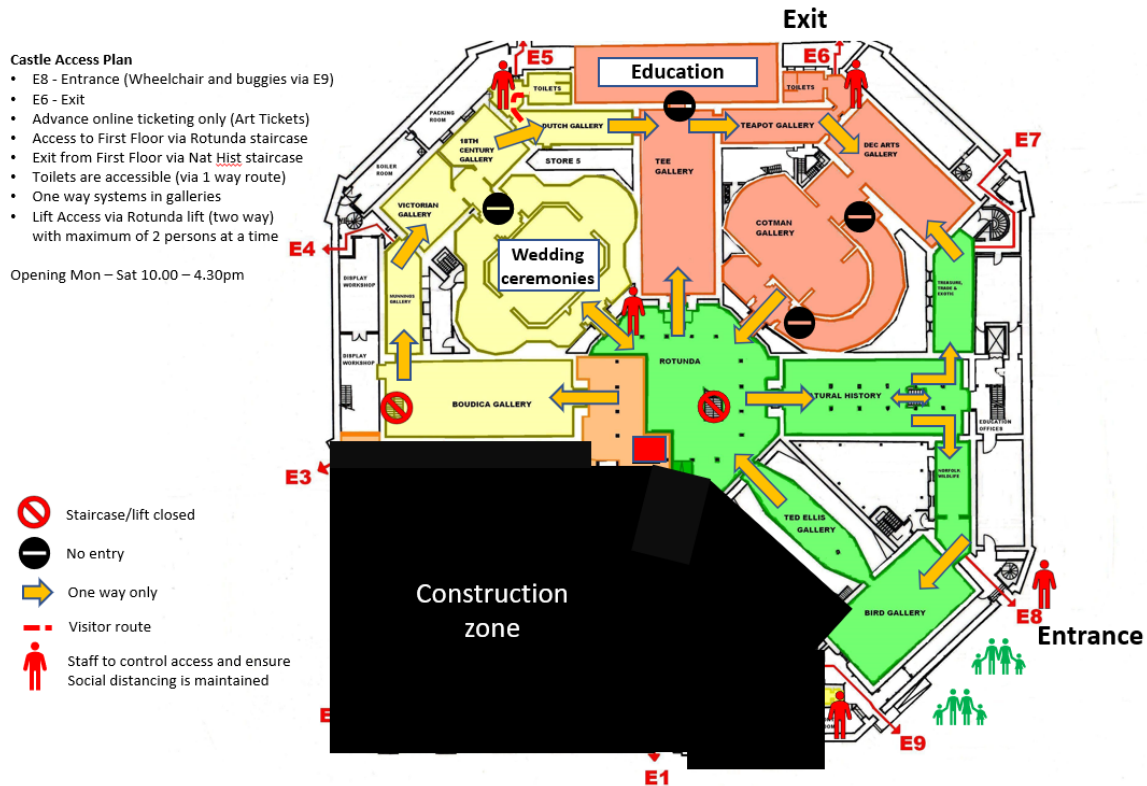 Exit
Castle Access Plan
• E8 - Entrance (Wheelchair and buggies via E9)
• E6 - Exit
• Advance online ticketing only (Art Tickets)
• Access to First Floor via Rotunda staircase
• Exit from First Floor via Nat Hist staircase
• Toilets are accessible (via 1 way route)
• One way systems in galleries
• Lift Access via Rotunda lift (two way)
with maximum of 2 persons at a time
Opening Mon – Sat 10.00 – 4.30pm
E5
E6
Education
TOILETS
TOILETS
PACKING
ROOM
DUTCH GALLERY
TEAPOT GALLERY
E7
18TH
CENTURY
GALLERY
STORE 5
TEE
GALLERY
DEC ARTS
GALLERY
BOILER
ROOM
VICTORIAN
GALLERY
COTMAN
GALLERY
E4
Wedding
ceremonies
DISPLAY
WORKSHOP
MUNNINGS
GALLERY
TREASURE,
TRADE &
EXOTIC
DISPLAY
WORKSHOP
ROTUNDA
BOUDICA GALLERY
TURAL HISTORY
EDUCATION
OFFICES
E3
NORFOLK
WILDLIFE
Staircase/lift closed
No entry
One way only
Visitor route
Staff to control access and ensure
Social distancing is maintained
TED ELLIS
GALLERY
Construction
zone
BIRD GALLERY
E8
Entrance
E9
E1